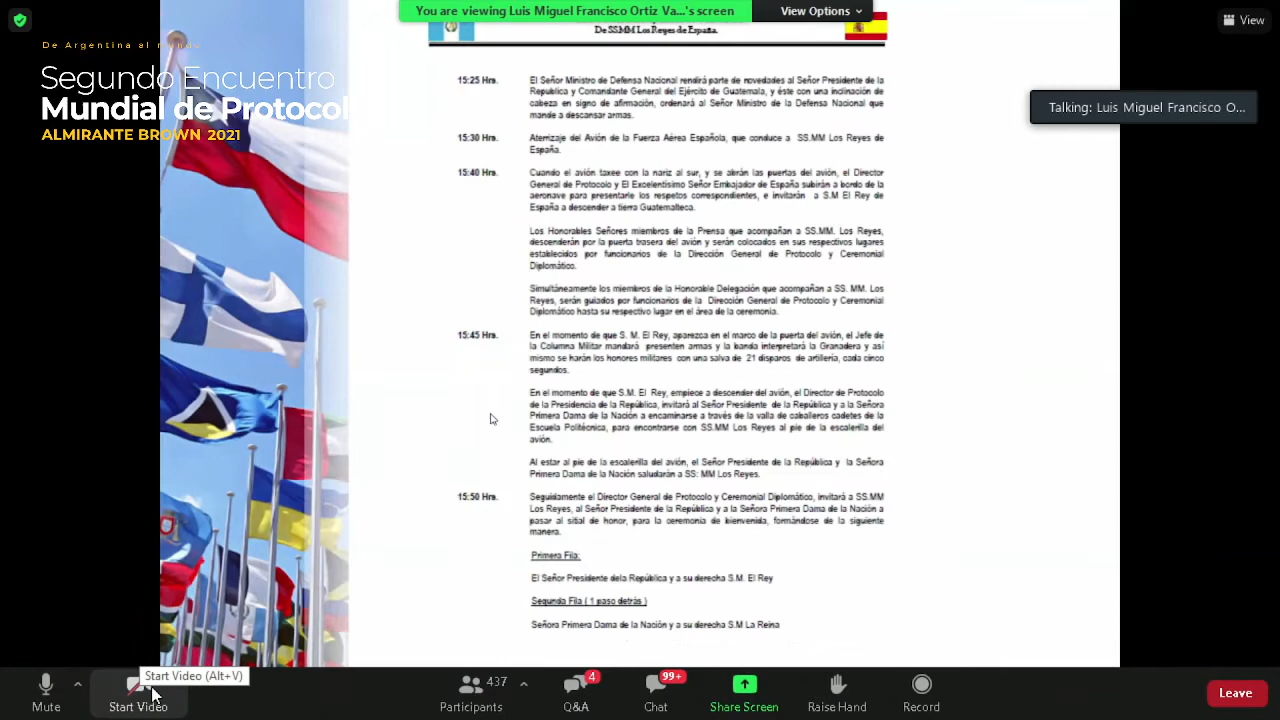 You are viewing Luis Miguel Francisco Ortiz Va...'s screen
View Options
View
De Argentina al mundo
Segundo Encuentro
Mundial de Protocol
ALMIRANTE BROWN 2021
Talking: Luis Miguel Francisco O...
De SS.MM Los Reyes de España.
15:25 Hrs.
El Señor Ministro de Defensa Nacional rendirá parte de novedades al Señor Presidente de la
Republica y Comandante General del Ejército de Guatemala, y éste con una inclinación de
cabeza en signo de afirmación, ordenará al Señor Ministro de la Defensa Nacional que
mande a descansar armas.
15:30 Hrs.
Aterrizaje del Avión de la Fuerza Aérea Española, que conduce a SS.MM Los Reyes de
España.
15:40 Hrs.
Cuando el avión taxee con la nariz al sur, y se abrán las puertas del avión, el Director
General de Protocolo y El Excelentísimo Señor Embajador de España subirán a bordo de la
aeronave para presentarle los respetos correspondientes, e invitarán a S.M El Rey de
España a descender a tierra Guatemalteca.
Los Honorables Señores miembros de la Prensa que acompañan a SS.MM. Los Reyes,
descenderán por la puerta trasera del avión y serán colocados en sus respectivos lugares
establecidos por funcionarios de la Dirección General de Protocolo y Ceremonial
Diplomático.
Simultáneamente los miembros de la Honorable Delegación que acompañan a SS. MM. Los
Reyes, serán guiados por funcionarios de la Dirección General de Protocolo y Ceremonial
Diplomático hasta su respectivo lugar en el área de la ceremonia.
15:45 Hrs.
En el momento de que S. M. El Rey, aparezca en el marco de la puerta del avión, el Jefe de
la Columna Militar mandará presenten armas y la banda interpretará la Granadera y así
mismo se harán los honores militares con una salva de 21 disparos de artillería, cada cinco
segundos.
En el momento de que S.M. El Rey, empiece a descender del avión, el Director de Protocolo
de la Presidencia de la República, invitará al Señor Presidente de la República y a la Señora
Primera Dama de la Nación a encaminarse a través de la valla de caballeros cadetes de la
Escuela Politécnica, para encontrarse con SS.MM Los Reyes al pie de la escalerilla del
avión.
Al estar al pie de la escalerilla del avión, el Señor Presidente de la República y la Señora
Primera Dama de la Nación saludarán a SS: MM Los Reyes.
15:50 Hrs.
Seguidamente el Director General de Protocolo y Ceremonial Diplomático, invitará a SS.MM
Los Reyes, al Señor Presidente de la República y a la Señora Primera Dama de la Nación a
pasar al sitial de honor, para la ceremonia de bienvenida, formándose de la siguiente
manera.
Primera Fila:
El Señor Presidente dela República y a su derecha S.M. El Rey
Segunda Fila ( 1 paso detrás )
Señora Primera Dama de la Nación y a su derecha S.M La Reina
Start Video (Alt+V)
437
4
99+
Mute
Start Video
Participants
Q&A
Chat
Share Screen
Raise Hand
Record
Leave